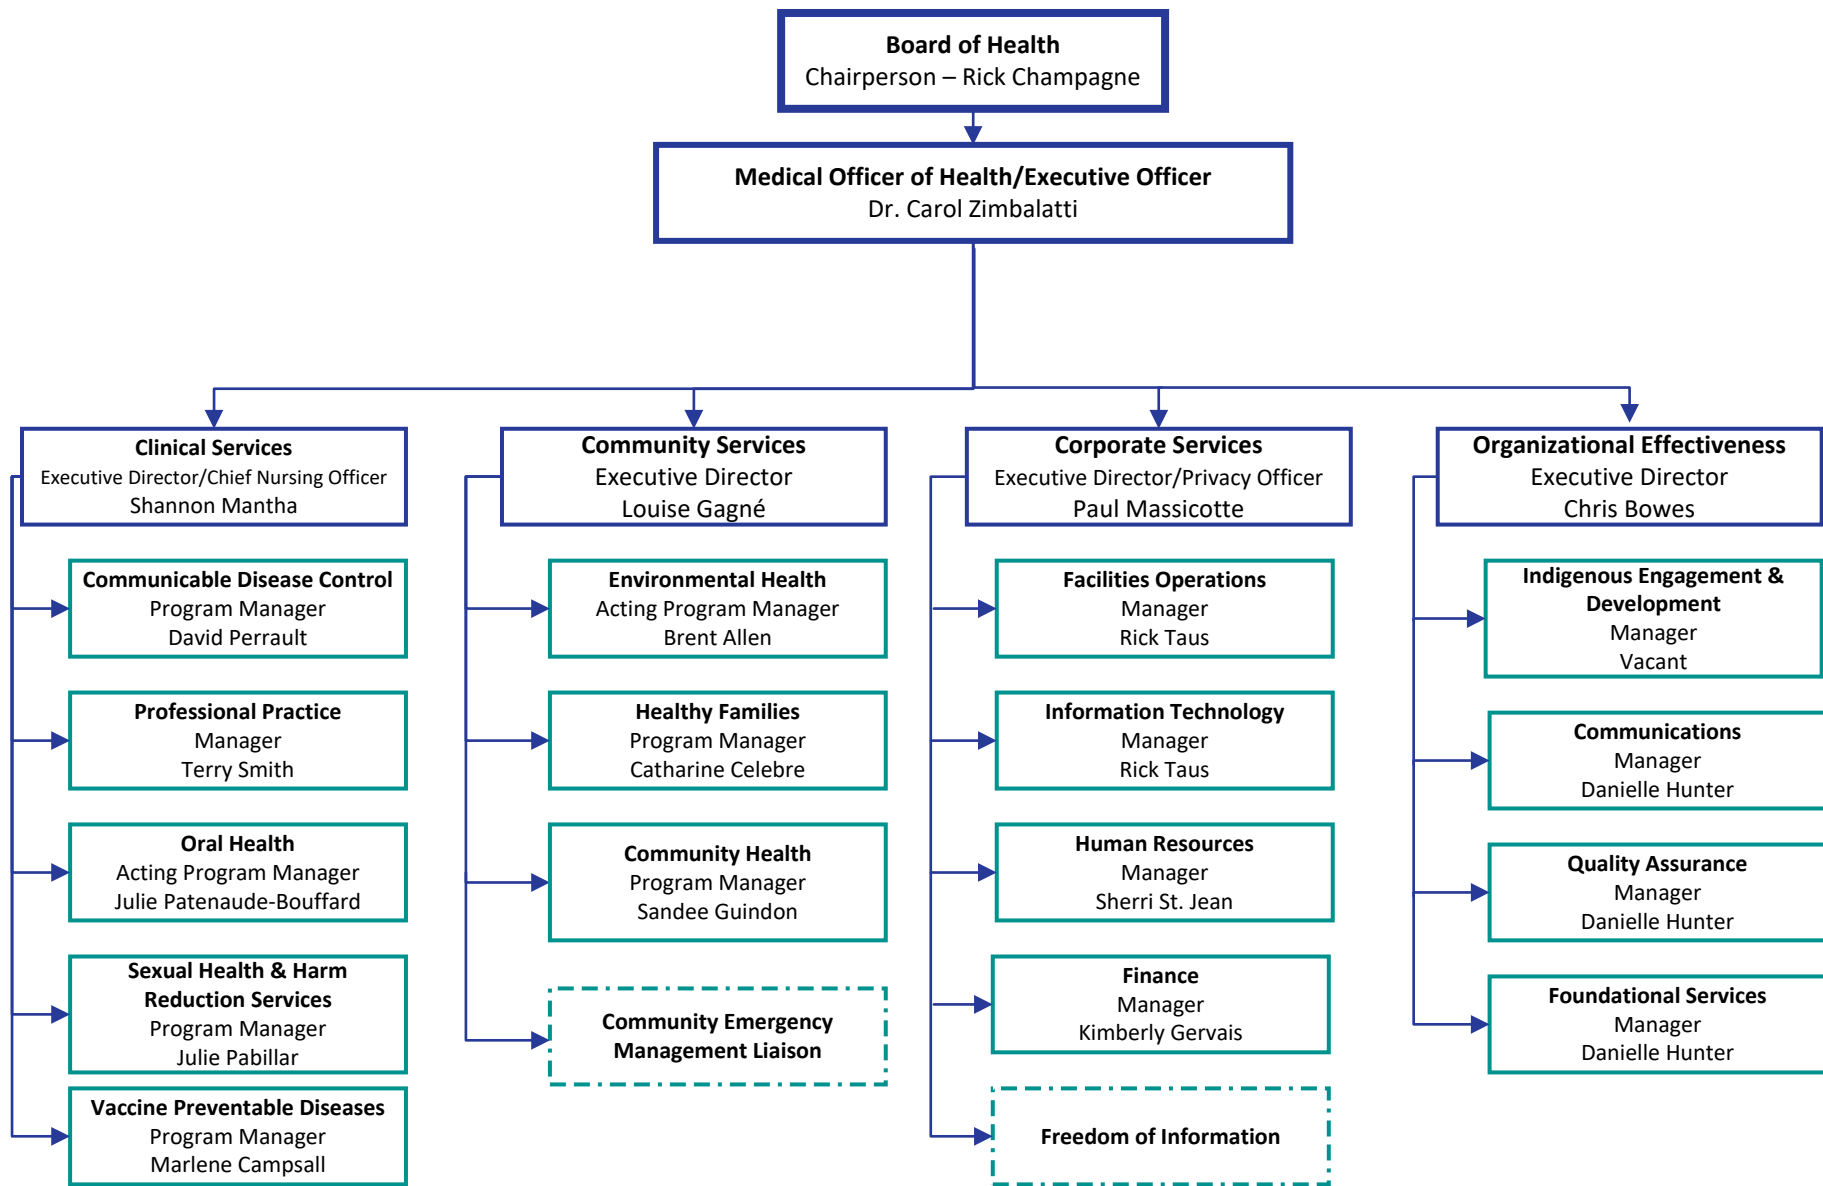 Board of Health
Chairperson – Rick Champagne
Medical Officer of Health/Executive Officer
Dr. Carol Zimbalatti
Clinical Services
Executive Director/Chief Nursing Officer
Shannon Mantha
Communicable Disease Control
Program Manager
David Perrault
Professional Practice
Manager
Terry Smith
Oral Health
Acting Program Manager
Julie Patenaude-Bouffard
Sexual Health & Harm
Reduction Services
Program Manager
Julie Pabillar
Vaccine Preventable Diseases
Program Manager
Marlene Campsall
Community Services
Executive Director
Louise Gagné
Environmental Health
Acting Program Manager
Brent Allen
Healthy Families
Program Manager
Catharine Celebre
Community Health
Program Manager
Sandee Guindon
Community Emergency
Management Liaison
Corporate Services
Executive Director/Privacy Officer
Paul Massicotte
Facilities Operations
Manager
Rick Taus
Information Technology
Manager
Rick Taus
Human Resources
Manager
Sherri St. Jean
Finance
Manager
Kimberly Gervais
Freedom of Information
Organizational Effectiveness
Executive Director
Chris Bowes
Indigenous Engagement &
Development
Manager
Vacant
Communications
Manager
Danielle Hunter
Quality Assurance
Manager
Danielle Hunter
Foundational Services
Manager
Danielle Hunter